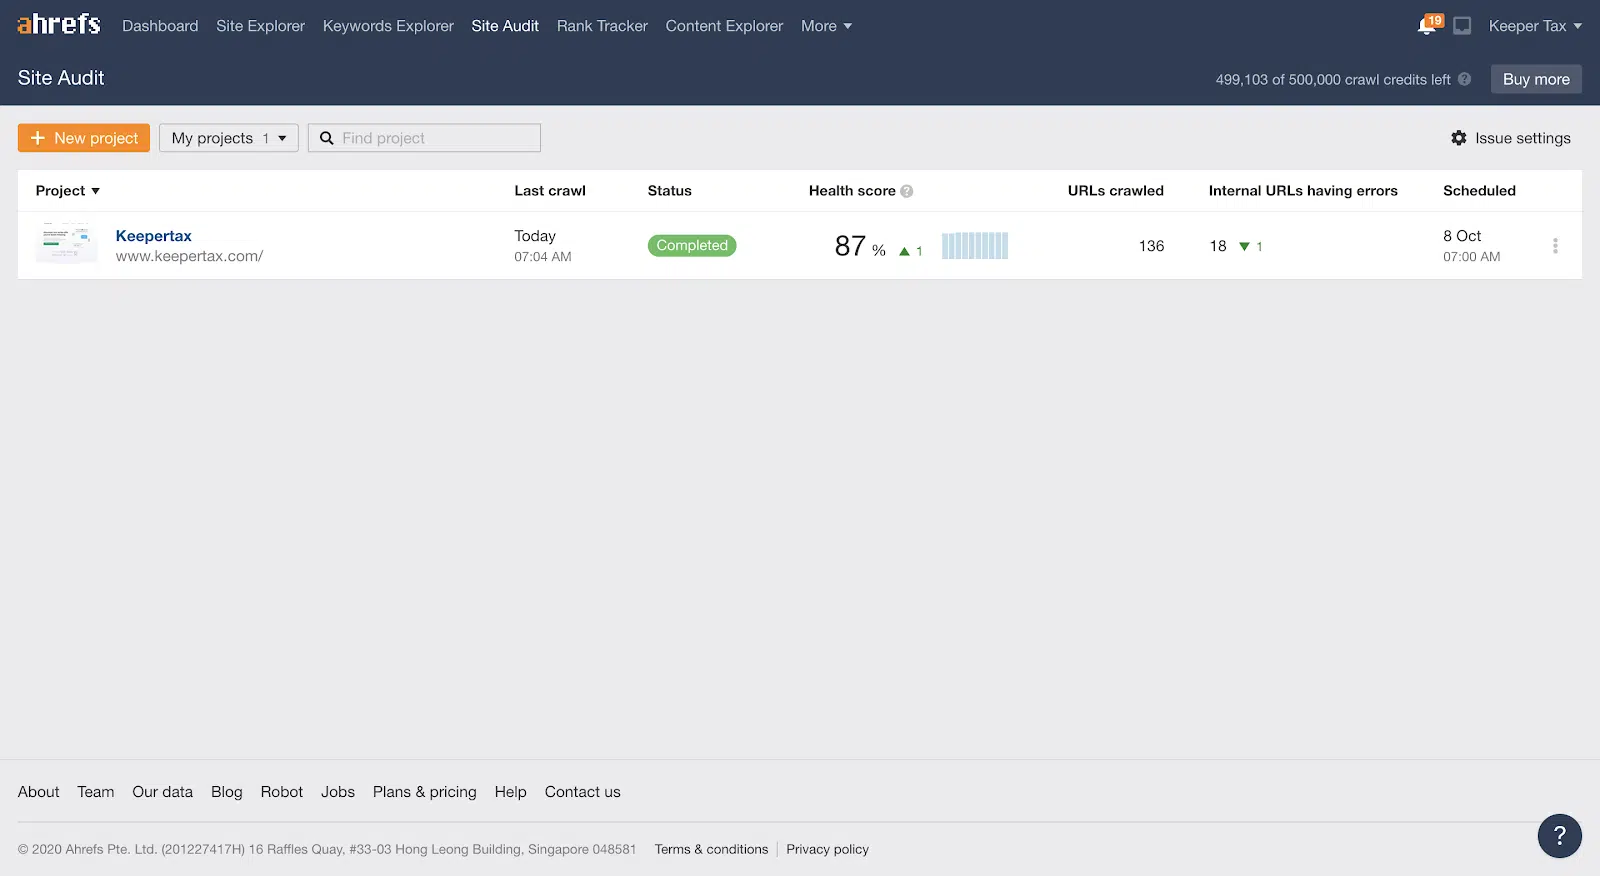 ahrefs Dashboard Site Explorer Keywords Explorer Site Audit Rank Tracker Content Explorer More 19 Keeper Tax
Site Audit 499,103 of 500,000 crawl credits left ? Buy more
+ New project My projects 1 Find project Issue settings
Project Last crawl Status Health score ? URLs crawled Internal URLs having errors Scheduled
Keepertax Today Completed 87 % 1 136 18 1 8 Oct
www.keepertax.com/ 07:04 AM 07:00 AM
About Team Our data Blog Robot Jobs Plans & pricing Help Contact us
© 2020 Ahrefs Pte. Ltd. (201227417H) 16 Raffles Quay, #33-03 Hong Leong Building, Singapore 048581 Terms & conditions Privacy policy
?